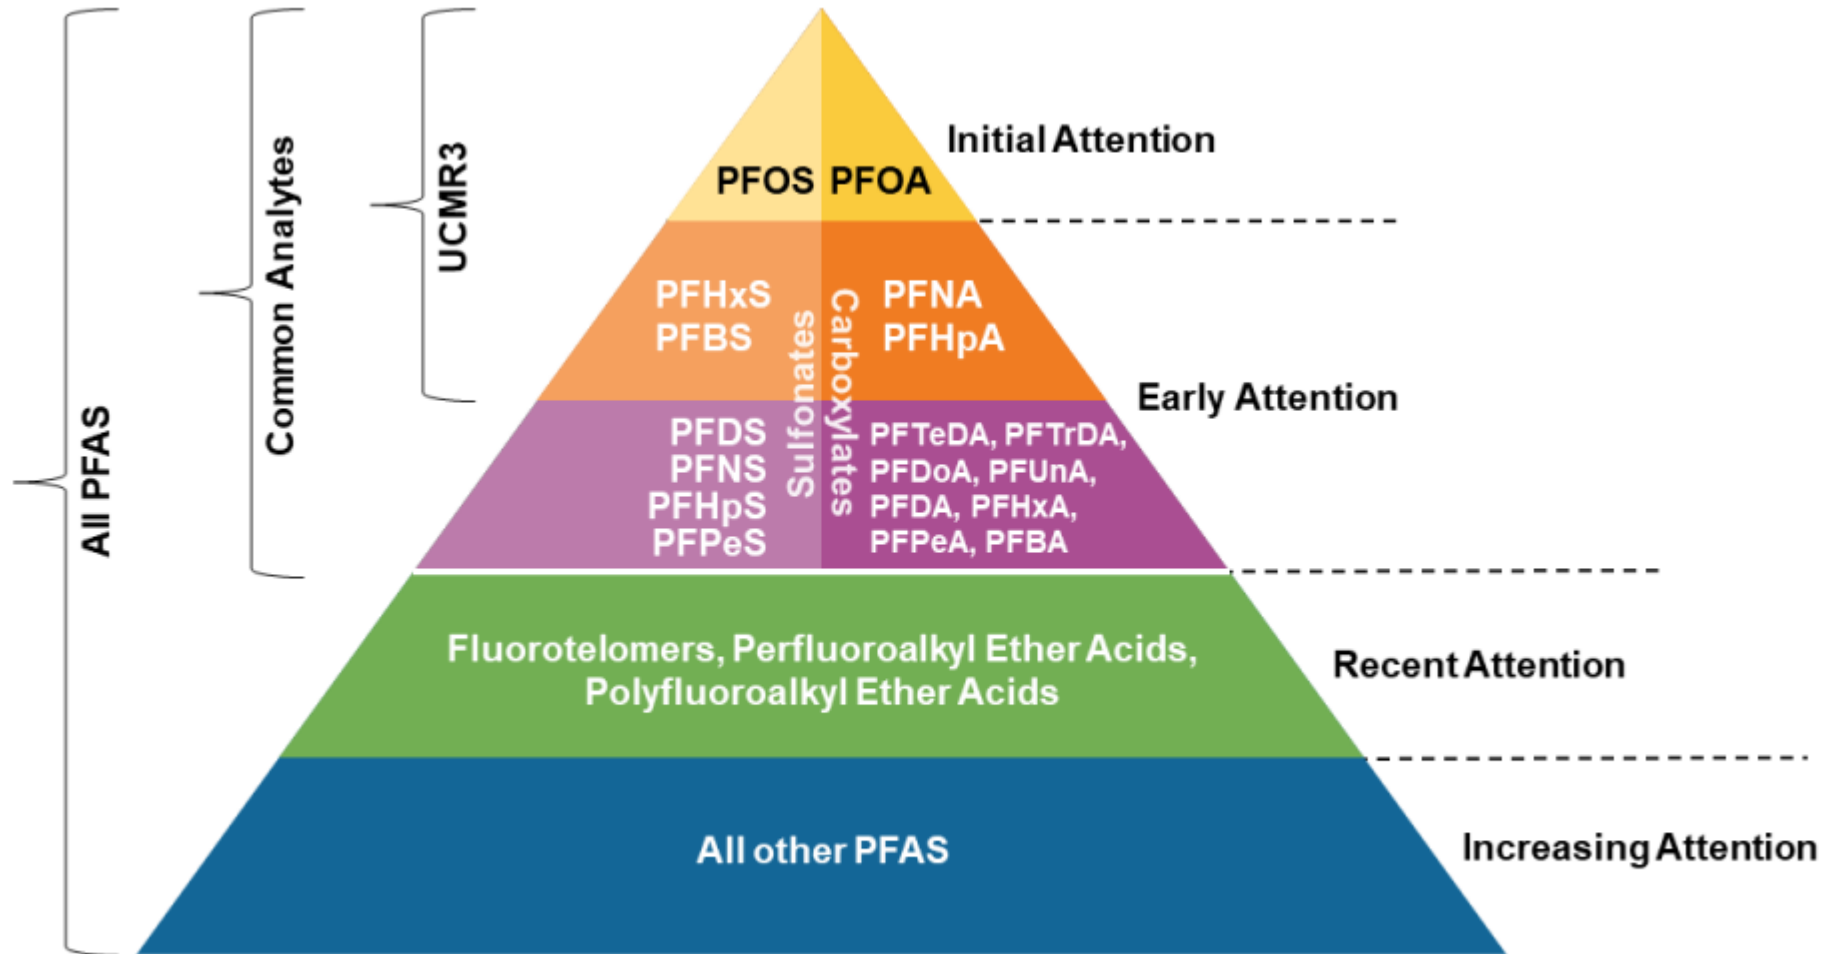 All PFAS
Common Analytes
UCMR3
PFOS PFOA
Initial Attention
PFHxS
PFBS
Sulfonates
Carboxylates
PFNA
PFHpA
Early Attention
PFDS
PFNS
PFHpS
PFPeS
PFTeDA, PFTrDA,
PFDoA, PFUnA,
PFDA, PFHxA,
PFPeA, PFBA
Fluorotelomers, Perfluoroalkyl Ether Acids,
Polyfluoroalkyl Ether Acids
Recent Attention
All other PFAS
Increasing Attention